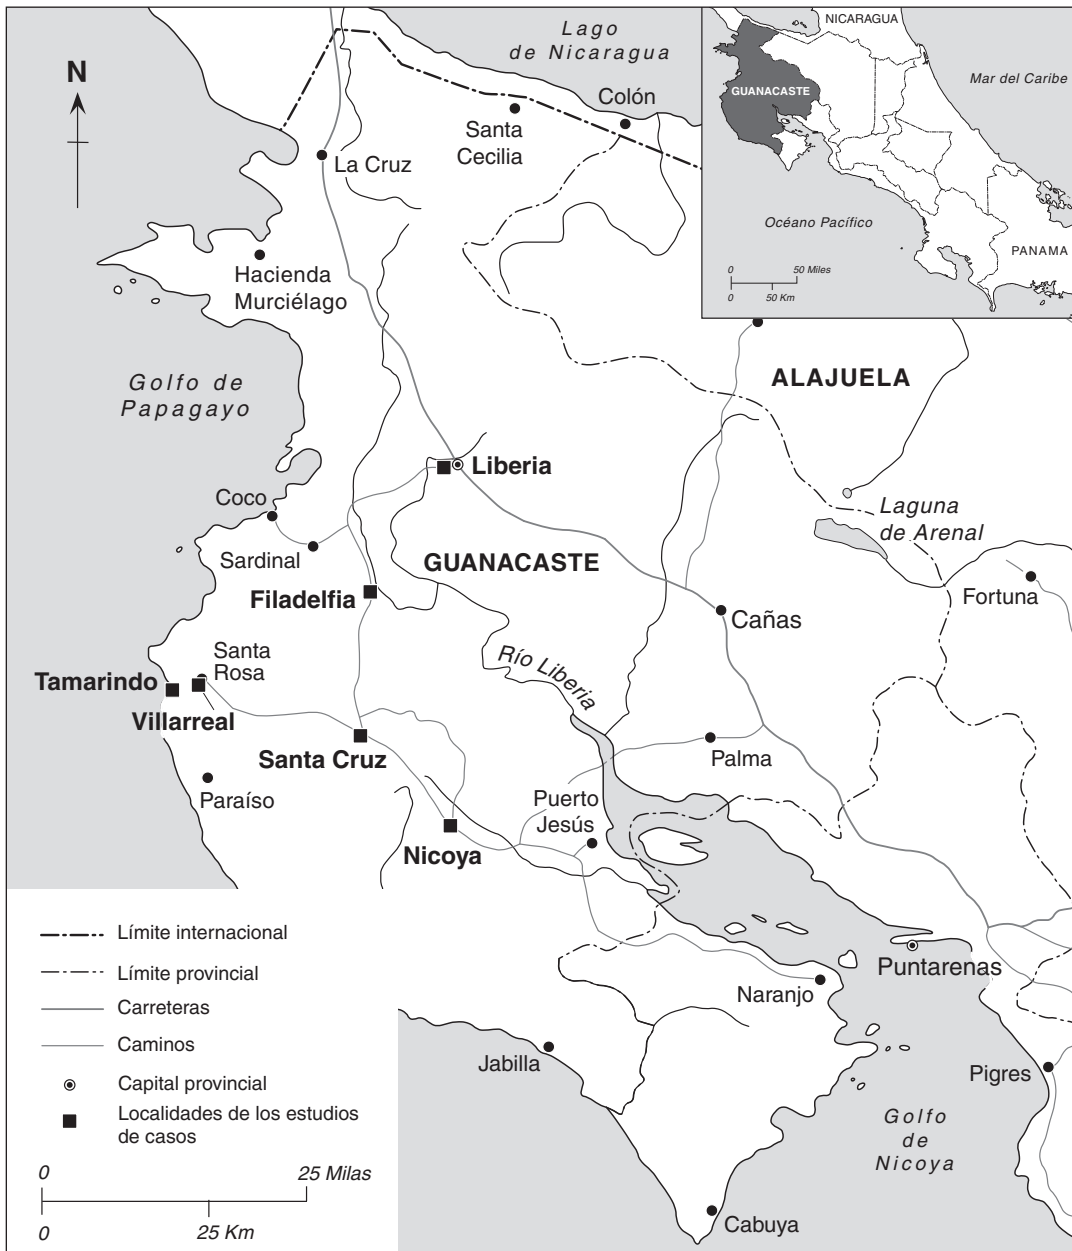 Lago
de Nicaragua
N
Colón
Santa
Cecilia
La Cruz
Hacienda
Murciélago
NICARAGUA
Mar del Caribe
GUANACASTE
Océano Pacífico
PANAMA
0
50 Miles
0
50 Km
Golfo de
Papagayo
ALAJUELA
Liberia
Coco
Laguna
de Arenal
Sardinal
GUANACASTE
Filadelfia
Fortuna
Cañas
Santa
Rosa
Río Liberia
Tamarindo
Villarreal
Santa Cruz
Palma
Paraíso
Puerto
Jesús
Nicoya
Límite internacional
Límite provincial
Carreteras
Caminos
Capital provincial
Localidades de los estudios
de casos
0
25 Milas
0
25 Km
Puntarenas
Naranjo
Jabilla
Pigres
Golfo
de
Nicoya
Cabuya